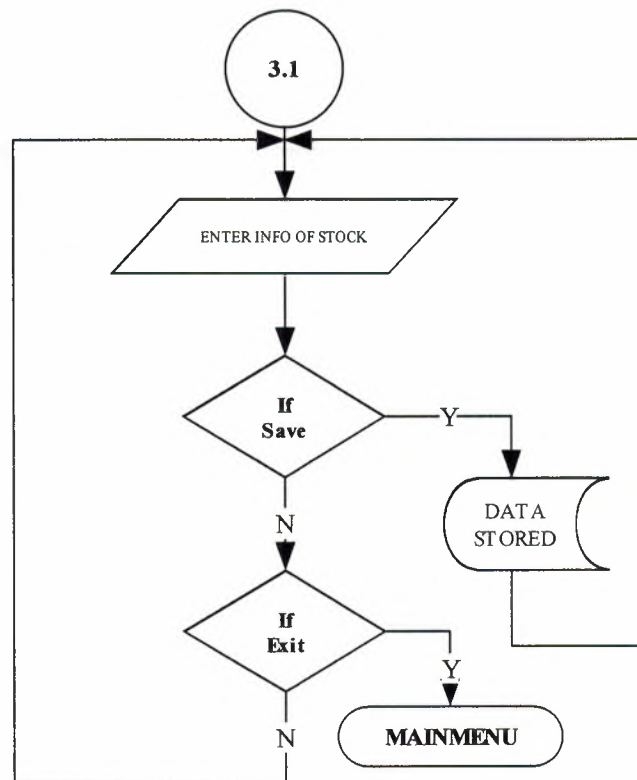 3.1
ENTER INFO OF STOCK
If
Save
Y
N
DATA
STORED
If
Exit
Y
N
MAINMENU